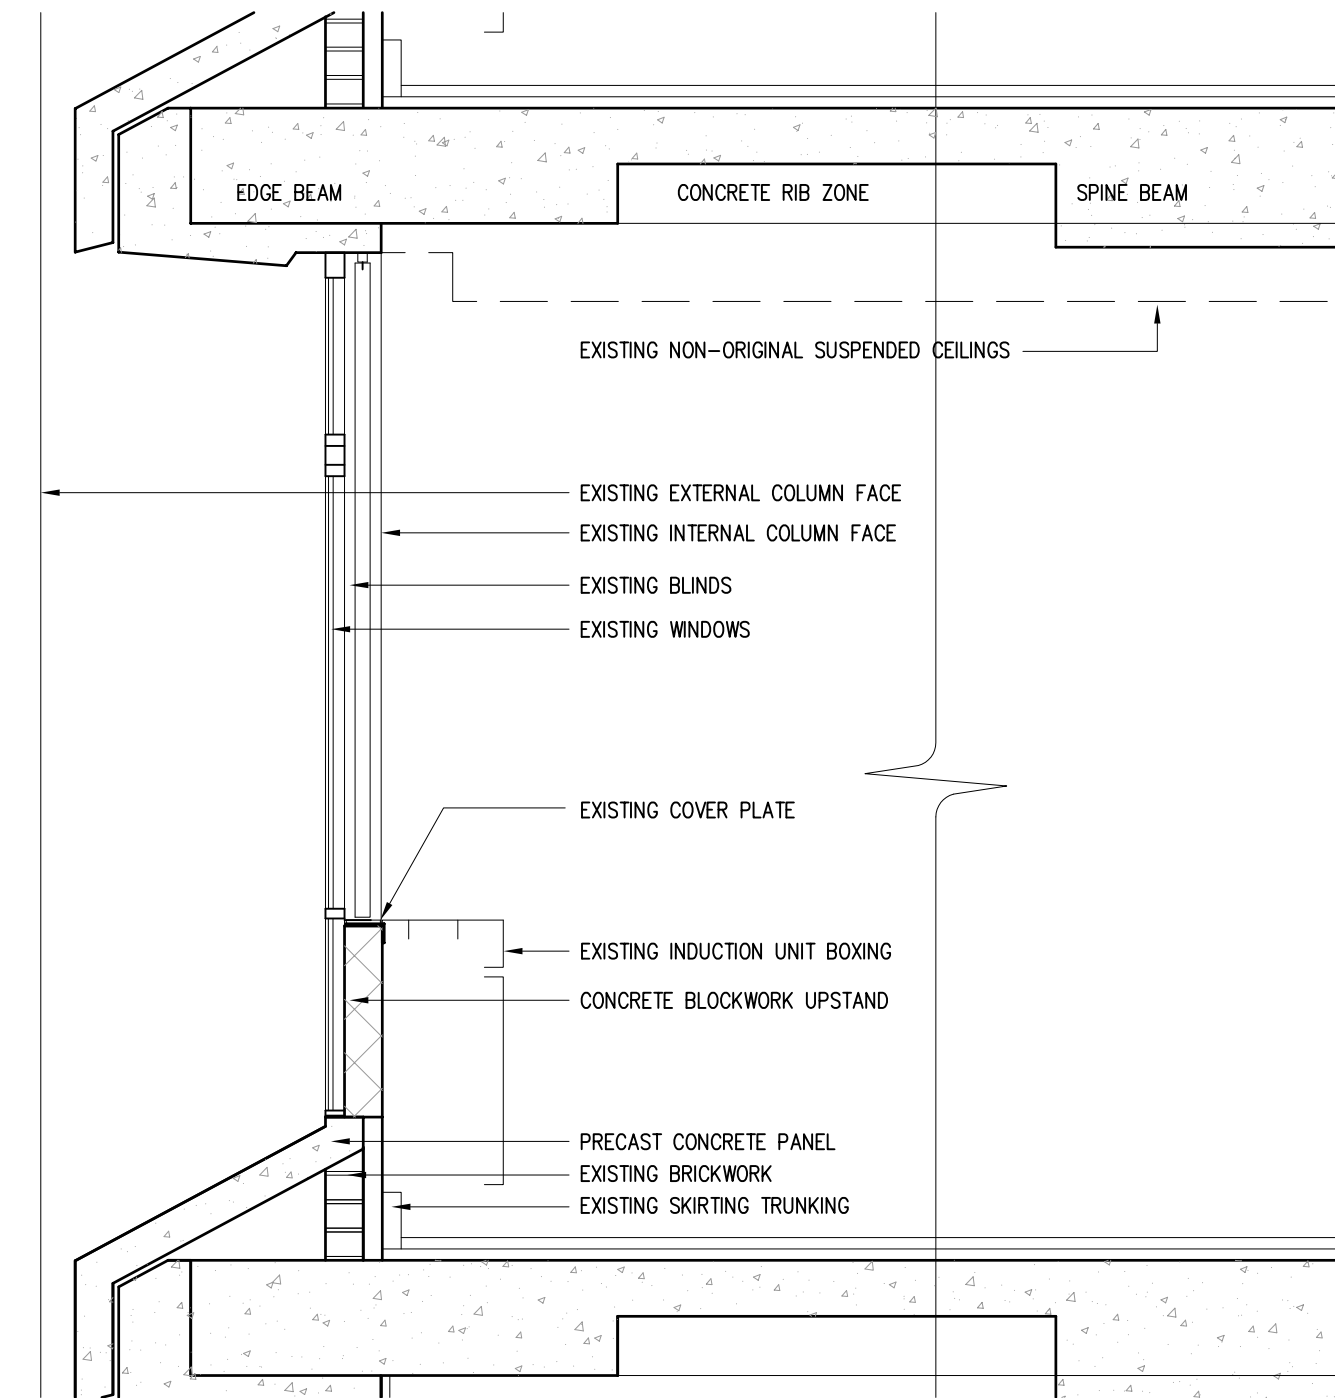 EDGE BEAM
CONCRETE RIB ZONE
SPINE BEAM
EXISTING NON-ORIGINAL SUSPENDED CEILINGS
EXISTING EXTERNAL COLUMN FACE
EXISTING INTERNAL COLUMN FACE
EXISTING BLINDS
EXISTING WINDOWS
EXISTING COVER PLATE
EXISTING INDUCTION UNIT BOXING
CONCRETE BLOCKWORK UPSTAND
PRECAST CONCRETE PANEL
EXISTING BRICKWORK
EXISTING SKIRTING TRUNKING